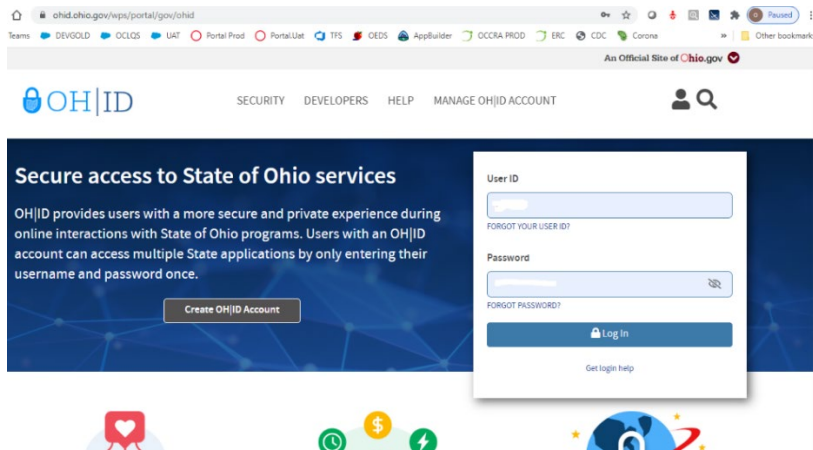 ohid.ohio.gov/wps/portal/gov/ohid
Paused
Teams DEVGOLD OCLQS UAT Portal Prod Portal.Uat TFS OEDS AppBuilder OCCRA PROD ERC CDC Corona » Other bookmark
An Official Site of Ohio.gov
OH|ID
SECURITY DEVELOPERS HELP MANAGE OH|ID ACCOUNT
Secure access to State of Ohio services
OH|ID provides users with a more secure and private experience during
online interactions with State of Ohio programs. Users with an OH|ID
account can access multiple State applications by only entering their
username and password once.
Create OH|ID Account
User ID
FORGOT YOUR USER ID?
Password
FORGOT PASSWORD?
Log In
Get login help
$